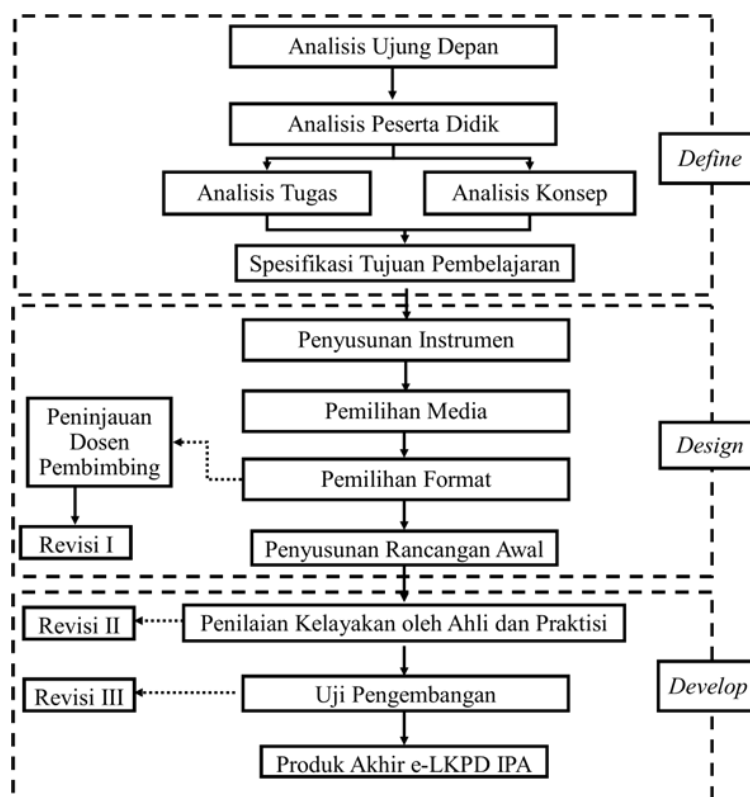 Analisis Ujung Depan
Analisis Peserta Didik
Define
Analisis Tugas
Analisis Konsep
Spesifikasi Tujuan Pembelajaran
Penyusunan Instrumen
Pemilihan Media
Peninjauan
Dosen
Pembimbing
Design
Pemilihan Format
Revisi I
Penyusunan Rancangan Awal
Revisi II
Penilaian Kelayakan oleh Ahli dan Praktisi
Revisi III
Uji Pengembangan
Develop
Produk Akhir e-LKPD IPA